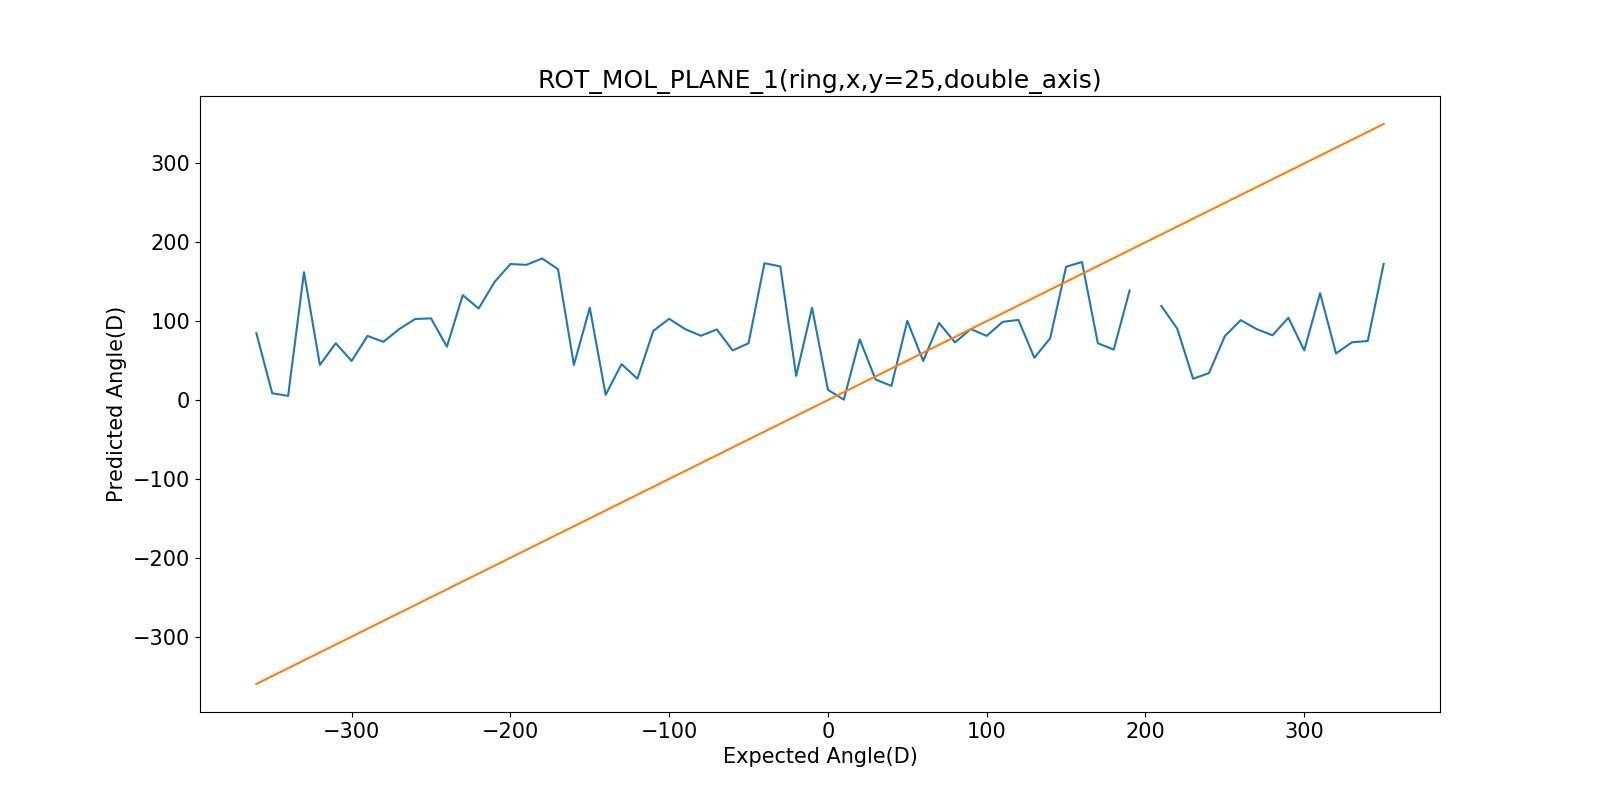 ROT_MOL_PLANE_1(ring,x,y=25,double_axis)
Predicted Angle(D)
300
200
100
0
−100
−200
−300
−300 −200 −100 0 100 200 300
Expected Angle(D)